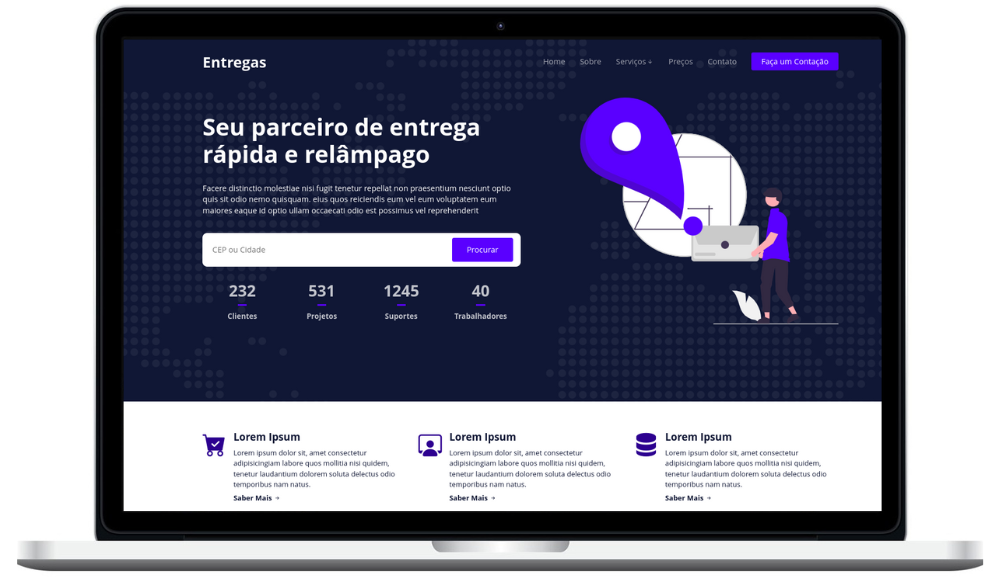 Entregas
Home Sobre Serviços + Preços Contato Faça um Contação
Seu parceiro de entrega
rápida e relâmpago
Facere distinctio molestiae nisi fugit tenetur repellat non praesentium nesciunt optio
quis sit odio nemo quisquam. eius quos reiciendis eum vel eum voluptatem eum
maiores eaque id optio ullam occaecati odio est possimus vel reprehenderit
CEP ou Cidade Procurar
232 531 1245 40
Clientes Projetos Suportes Trabalhadores
Lorem Ipsum
Lorem ipsum dolor sit, amet consectetur
adipisicingiam labore quos mollitia nisi quidem,
tenetur laudantium dolorem soluta delectus odio
temporibus nam natus.
Saber Mais →
Lorem Ipsum
Lorem ipsum dolor sit, amet consectetur
adipisicingiam labore quos mollitia nisi quidem,
tenetur laudantium dolorem soluta delectus odio
temporibus nam natus.
Saber Mais →
Lorem Ipsum
Lorem ipsum dolor sit, amet consectetur
adipisicingiam labore quos mollitia nisi quidem,
tenetur laudantium dolorem soluta delectus odio
temporibus nam natus.
Saber Mais →